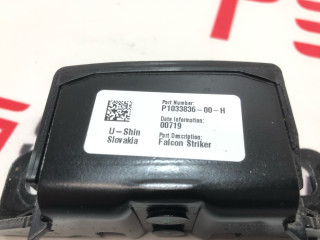 Part Number:
P1033836-00-H
Date Information:
00719
U-Shin
Slovakia
Part Description:
Falcon Striker